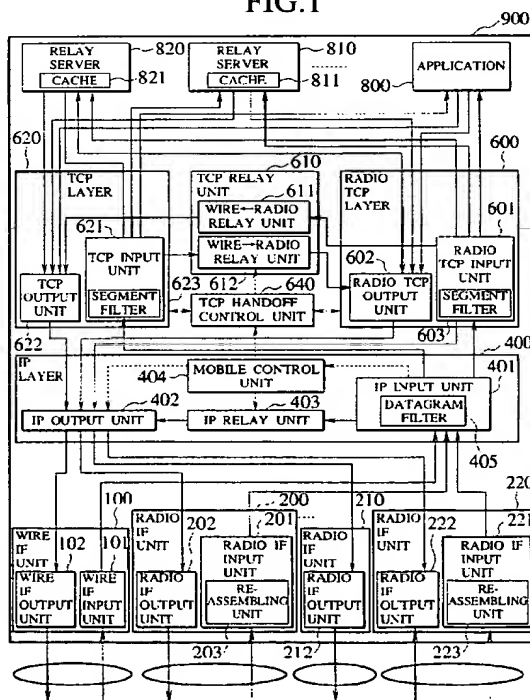 FIG.1
900
RELAY SERVER
820
CACHE
821
RELAY SERVER
810
CACHE
811
APPLICATION
800
620
TCP LAYER
621
TCP INPUT UNIT
SEGMENT FILTER
623
TCP OUTPUT UNIT
622
610
TCP RELAY UNIT
611
WIRE←RADIO RELAY UNIT
WIRE→RADIO RELAY UNIT
612
640
TCP HANDOFF CONTROL UNIT
600
RADIO TCP LAYER
601
602
RADIO TCP INPUT UNIT
SEGMENT FILTER
RADIO TCP OUTPUT UNIT
603
400
IP LAYER
404
MOBILE CONTROL UNIT
401
IP INPUT UNIT
DATAGRAM FILTER
405
402
IP OUTPUT UNIT
403
IP RELAY UNIT
100
WIRE IF UNIT
102
101
WIRE IF OUTPUT UNIT
WIRE IF INPUT UNIT
200
RADIO IF UNIT
202
201
RADIO IF OUTPUT UNIT
RADIO IF INPUT UNIT
RE-ASSEMBLING UNIT
203
210
RADIO IF UNIT
RADIO IF OUTPUT UNIT
212
220
RADIO IF UNIT
222
221
RADIO IF OUTPUT UNIT
RADIO IF INPUT UNIT
RE-ASSEMBLING UNIT
223